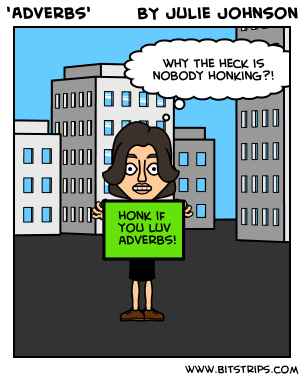 'ADVERBS' BY JULIE JOHNSON
WHY THE HECK IS
NOBODY HONKING?!
HONK IF
YOU LUV
ADVERBS!
WWW.BITSTRIPS.COM